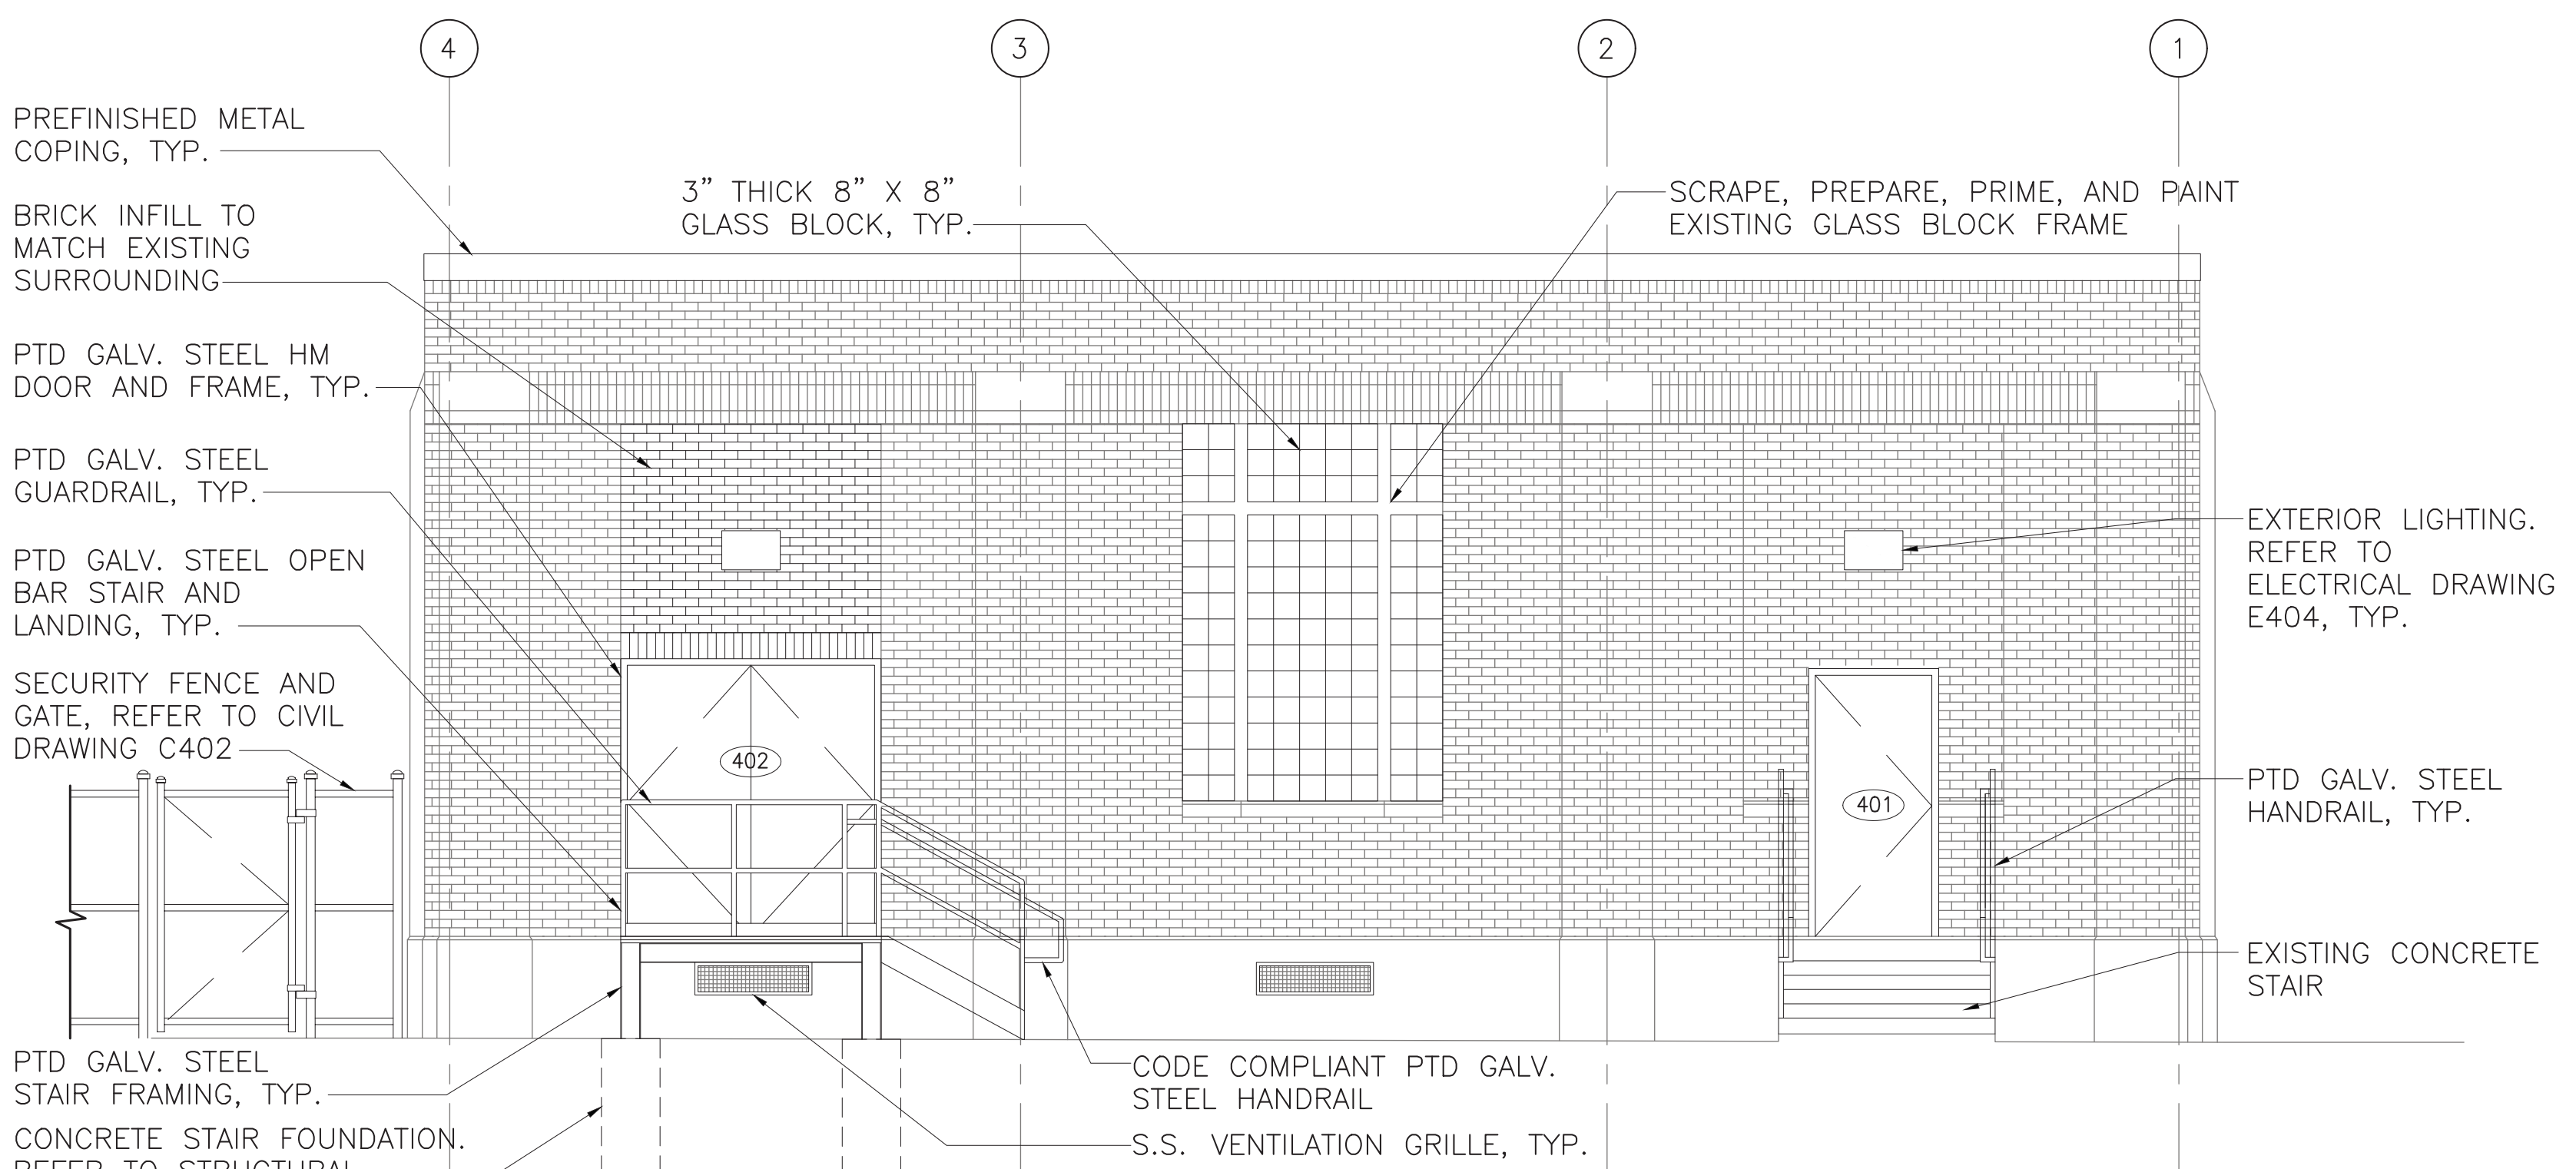 4
3
2
1
PREFINISHED METAL
COPING, TYP.
BRICK INFILL TO
MATCH EXISTING
SURROUNDING
PTD GALV. STEEL HM
DOOR AND FRAME, TYP.
PTD GALV. STEEL
GUARDRAIL, TYP.
PTD GALV. STEEL OPEN
BAR STAIR AND
LANDING, TYP.
SECURITY FENCE AND
GATE, REFER TO CIVIL
DRAWING C402
PTD GALV. STEEL
STAIR FRAMING, TYP.
CONCRETE STAIR FOUNDATION.
REFER TO STRUCTURAL
3” THICK 8” X 8”
GLASS BLOCK, TYP.
SCRAPE, PREPARE, PRIME, AND PAINT
EXISTING GLASS BLOCK FRAME
402
401
EXTERIOR LIGHTING.
REFER TO
ELECTRICAL DRAWING
E404, TYP.
PTD GALV. STEEL
HANDRAIL, TYP.
EXISTING CONCRETE
STAIR
CODE COMPLIANT PTD GALV.
STEEL HANDRAIL
S.S. VENTILATION GRILLE, TYP.